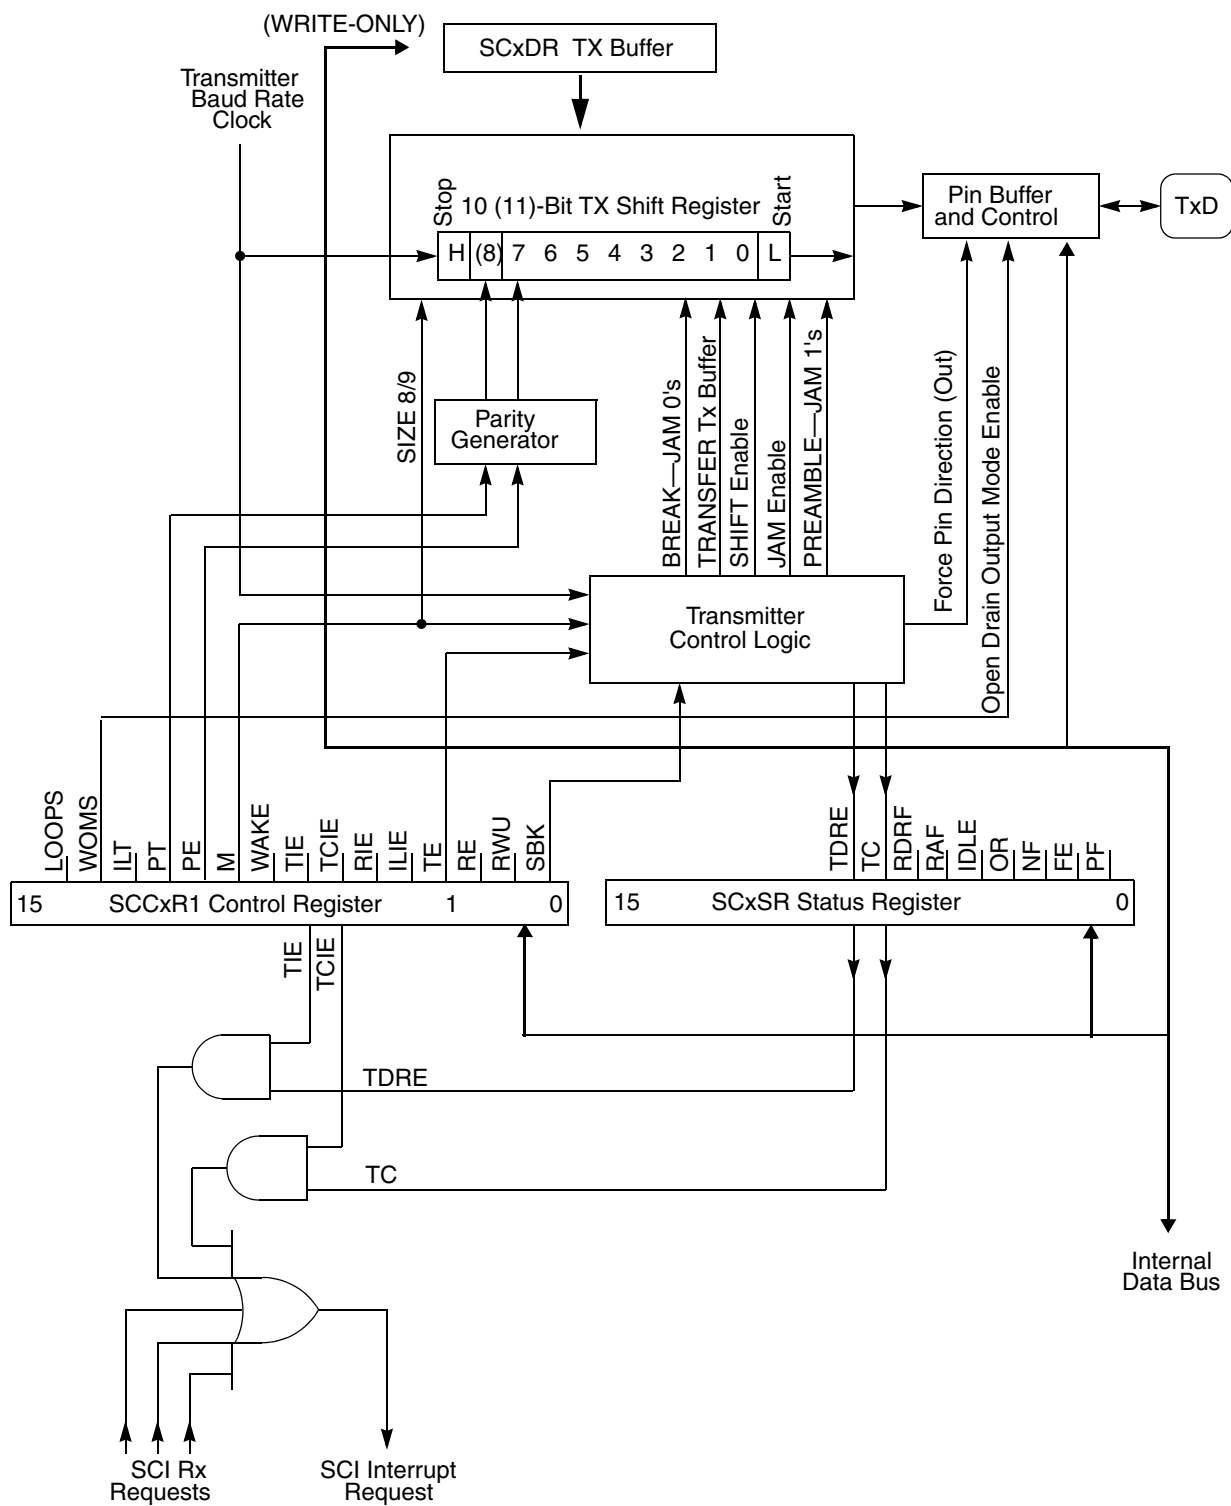 (WRITE-ONLY)
SCxDR TX Buffer
Transmitter
Baud Rate
Clock
Stop
10 (11)-Bit TX Shift Register
Start
H (8) 7 6 5 4 3 2 1 0 L
Pin Buffer
and Control
TxD
SIZE 8/9
Parity
Generator
BREAK—JAM 0's
TRANSFER Tx Buffer
SHIFT Enable
JAM Enable
PREAMBLE—JAM 1's
Force Pin Direction (Out)
Open Drain Output Mode Enable
Transmitter
Control Logic
LOOPS
WOMS
ILT
PT
PE
M
WAKE
TIE
TCIE
RIE
ILIE
TE
RE
RWU
SBK
TDRE
TC
RDRF
RAF
IDLE
OR
NF
FE
PF
15 SCCxR1 Control Register 1 0
15 SCxSR Status Register 0
TIE
TCIE
TDRE
TC
Internal
Data Bus
SCI Rx
Requests
SCI Interrupt
Request